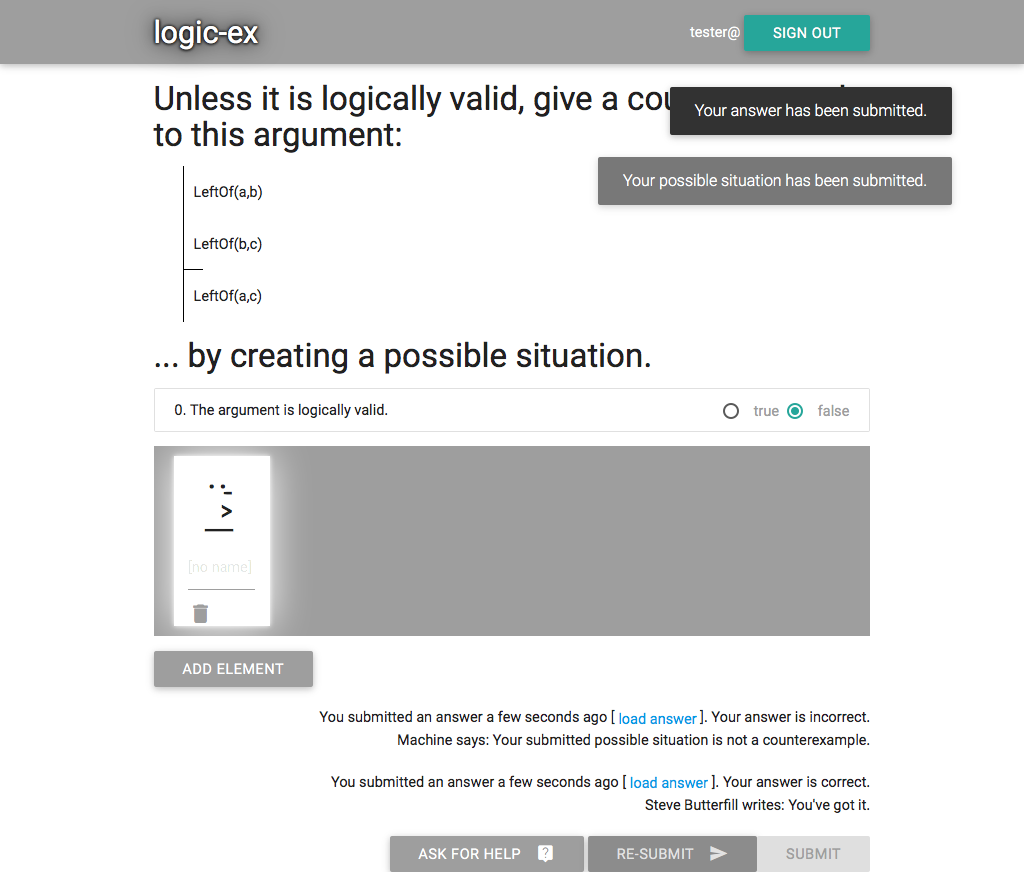 logic-ex
tester@ SIGN OUT
Unless it is logically valid, give a cou
to this argument:
Your answer has been submitted.
Your possible situation has been submitted.
LeftOf(a,b)
LeftOf(b,c)
LeftOf(a,c)
... by creating a possible situation.
0. The argument is logically valid. true false
[no name]
ADD ELEMENT
You submitted an answer a few seconds ago [ load answer ]. Your answer is incorrect.
Machine says: Your submitted possible situation is not a counterexample.
You submitted an answer a few seconds ago [ load answer ]. Your answer is correct.
Steve Butterfill writes: You've got it.
ASK FOR HELP RE-SUBMIT SUBMIT